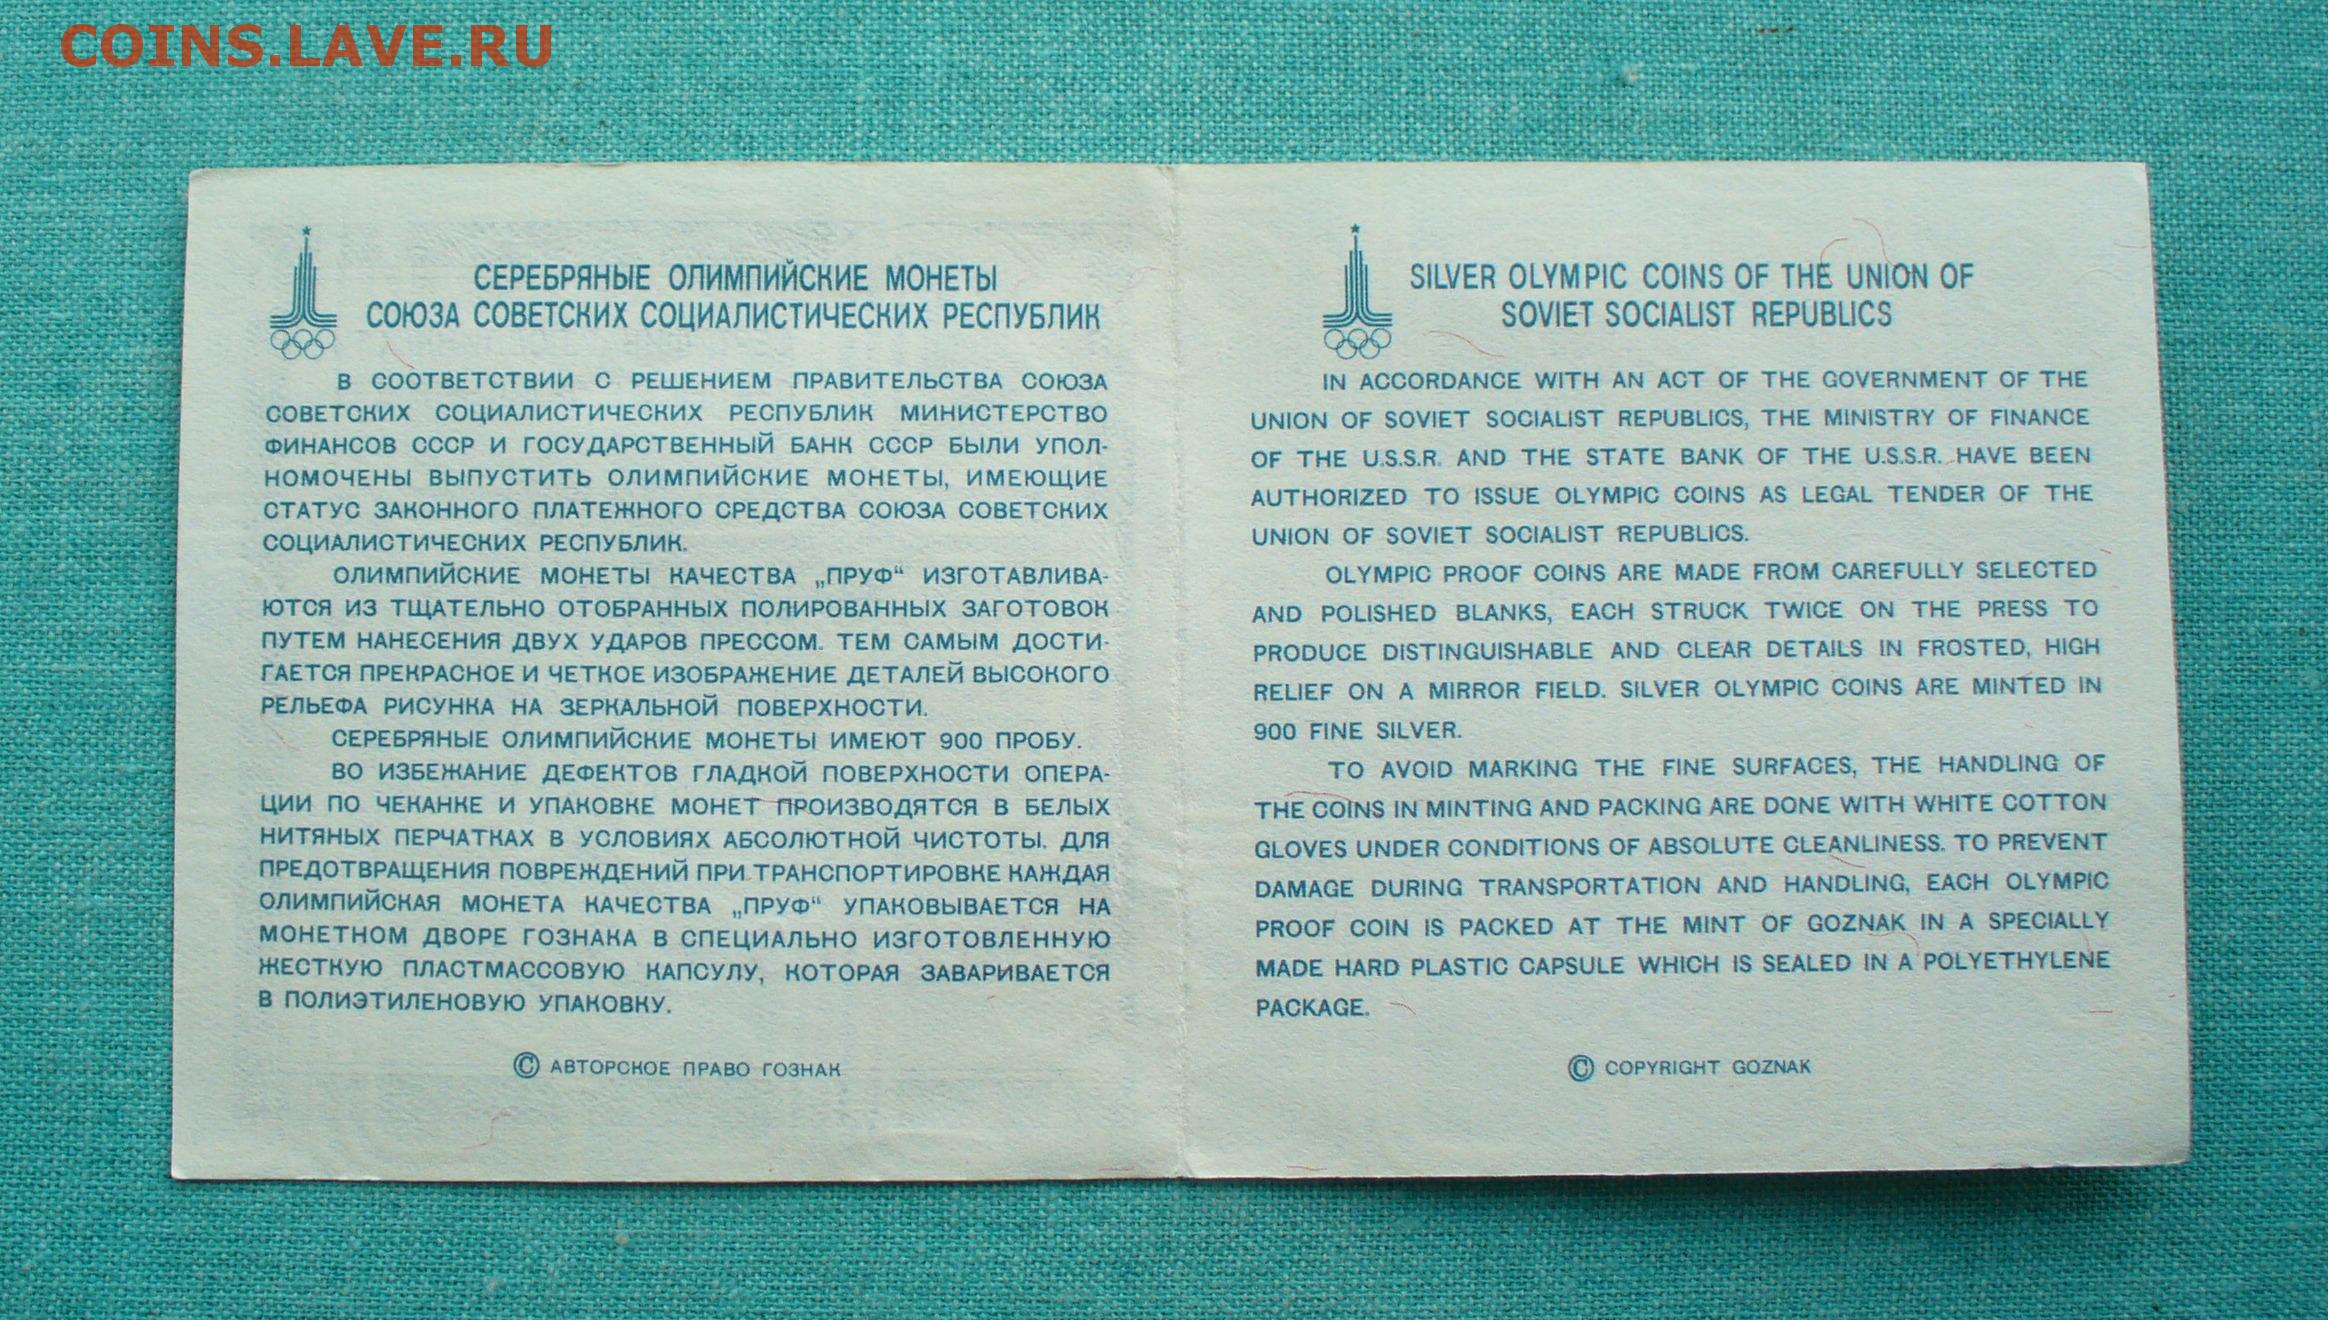 COINS.LAVE.RU
СЕРЕБРЯНЫЕ ОЛИМПИЙСКИЕ МОНЕТЫ
СОЮЗА СОВЕТСКИХ СОЦИАЛИСТИЧЕСКИХ РЕСПУБЛИК
В СООТВЕТСТВИИ С РЕШЕНИЕМ ПРАВИТЕЛЬСТВА СОЮЗА
СОВЕТСКИХ СОЦИАЛИСТИЧЕСКИХ РЕСПУБЛИК МИНИСТЕРСТВО
ФИНАНСОВ СССР И ГОСУДАРСТВЕННЫЙ БАНК СССР БЫЛИ УПОЛ-
НОМОЧЕНЫ ВЫПУСТИТЬ ОЛИМПИЙСКИЕ МОНЕТЫ, ИМЕЮЩИЕ
СТАТУС ЗАКОННОГО ПЛАТЕЖНОГО СРЕДСТВА СОЮЗА СОВЕТСКИХ
СОЦИАЛИСТИЧЕСКИХ РЕСПУБЛИК.
ОЛИМПИЙСКИЕ МОНЕТЫ КАЧЕСТВА „ПРУФ“ ИЗГОТАВЛИВА-
ЮТСЯ ИЗ ТЩАТЕЛЬНО ОТОБРАННЫХ ПОЛИРОВАННЫХ ЗАГОТОВОК
ПУТЕМ НАНЕСЕНИЯ ДВУХ УДАРОВ ПРЕССОМ. ТЕМ САМЫМ ДОСТИ-
ГАЕТСЯ ПРЕКРАСНОЕ И ЧЕТКОЕ ИЗОБРАЖЕНИЕ ДЕТАЛЕЙ ВЫСОКОГО
РЕЛЬЕФА РИСУНКА НА ЗЕРКАЛЬНОЙ ПОВЕРХНОСТИ.
СЕРЕБРЯНЫЕ ОЛИМПИЙСКИЕ МОНЕТЫ ИМЕЮТ 900 ПРОБУ.
ВО ИЗБЕЖАНИЕ ДЕФЕКТОВ ГЛАДКОЙ ПОВЕРХНОСТИ ОПЕРА-
ЦИИ ПО ЧЕКАНКЕ И УПАКОВКЕ МОНЕТ ПРОИЗВОДЯТСЯ В БЕЛЫХ
НИТЯНЫХ ПЕРЧАТКАХ В УСЛОВИЯХ АБСОЛЮТНОЙ ЧИСТОТЫ. ДЛЯ
ПРЕДОТВРАЩЕНИЯ ПОВРЕЖДЕНИЙ ПРИ ТРАНСПОРТИРОВКЕ КАЖДАЯ
ОЛИМПИЙСКАЯ МОНЕТА КАЧЕСТВА „ПРУФ“ УПАКОВЫВАЕТСЯ НА
МОНЕТНОМ ДВОРЕ ГОЗНАКА В СПЕЦИАЛЬНО ИЗГОТОВЛЕННУЮ
ЖЕСТКУЮ ПЛАСТМАССОВУЮ КАПСУЛУ, КОТОРАЯ ЗАВАРИВАЕТСЯ
В ПОЛИЭТИЛЕНОВУЮ УПАКОВКУ.
© АВТОРСКОЕ ПРАВО ГОЗНАК
SILVER OLYMPIC COINS OF THE UNION OF
SOVIET SOCIALIST REPUBLICS
IN ACCORDANCE WITH AN ACT OF THE GOVERNMENT OF THE
UNION OF SOVIET SOCIALIST REPUBLICS, THE MINISTRY OF FINANCE
OF THE U.S.S.R. AND THE STATE BANK OF THE U.S.S.R. HAVE BEEN
AUTHORIZED TO ISSUE OLYMPIC COINS AS LEGAL TENDER OF THE
UNION OF SOVIET SOCIALIST REPUBLICS.
OLYMPIC PROOF COINS ARE MADE FROM CAREFULLY SELECTED
AND POLISHED BLANKS, EACH STRUCK TWICE ON THE PRESS TO
PRODUCE DISTINGUISHABLE AND CLEAR DETAILS IN FROSTED, HIGH
RELIEF ON A MIRROR FIELD. SILVER OLYMPIC COINS ARE MINTED IN
900 FINE SILVER.
TO AVOID MARKING THE FINE SURFACES, THE HANDLING OF
THE COINS IN MINTING AND PACKING ARE DONE WITH WHITE COTTON
GLOVES UNDER CONDITIONS OF ABSOLUTE CLEANLINESS. TO PREVENT
DAMAGE DURING TRANSPORTATION AND HANDLING, EACH OLYMPIC
PROOF COIN IS PACKED AT THE MINT OF GOZNAK IN A SPECIALLY
MADE HARD PLASTIC CAPSULE WHICH IS SEALED IN A POLYETHYLENE
PACKAGE.
© COPYRIGHT GOZNAK